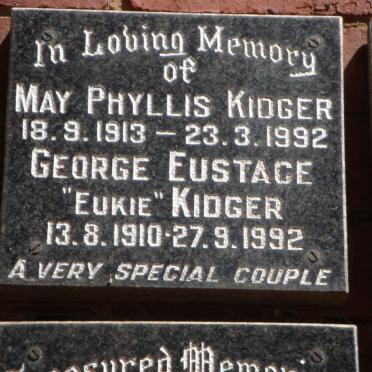 In Loving Memory
of
MAY PHYLLIS KIDGER
18.9.1913 – 23.3.1992
GEORGE EUSTACE
"EUKIE" KIDGER
13.8.1910-27.9.1992
A VERY SPECIAL COUPLE